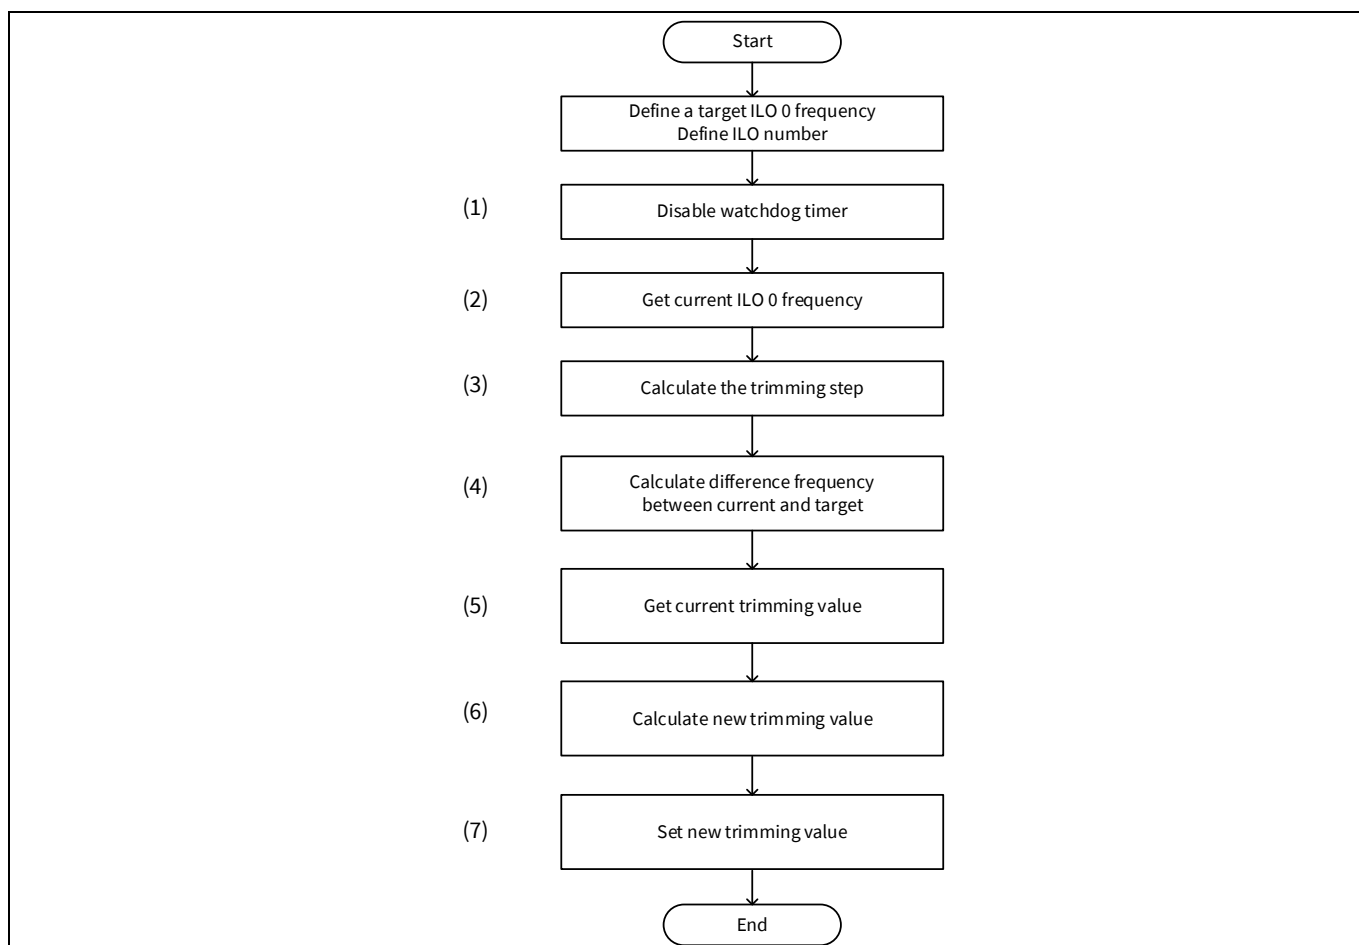 Start
Define a target ILO 0 frequency
Define ILO number
(1)
Disable watchdog timer
(2)
Get current ILO 0 frequency
(3)
Calculate the trimming step
(4)
Calculate difference frequency
between current and target
(5)
Get current trimming value
(6)
Calculate new trimming value
(7)
Set new trimming value
End